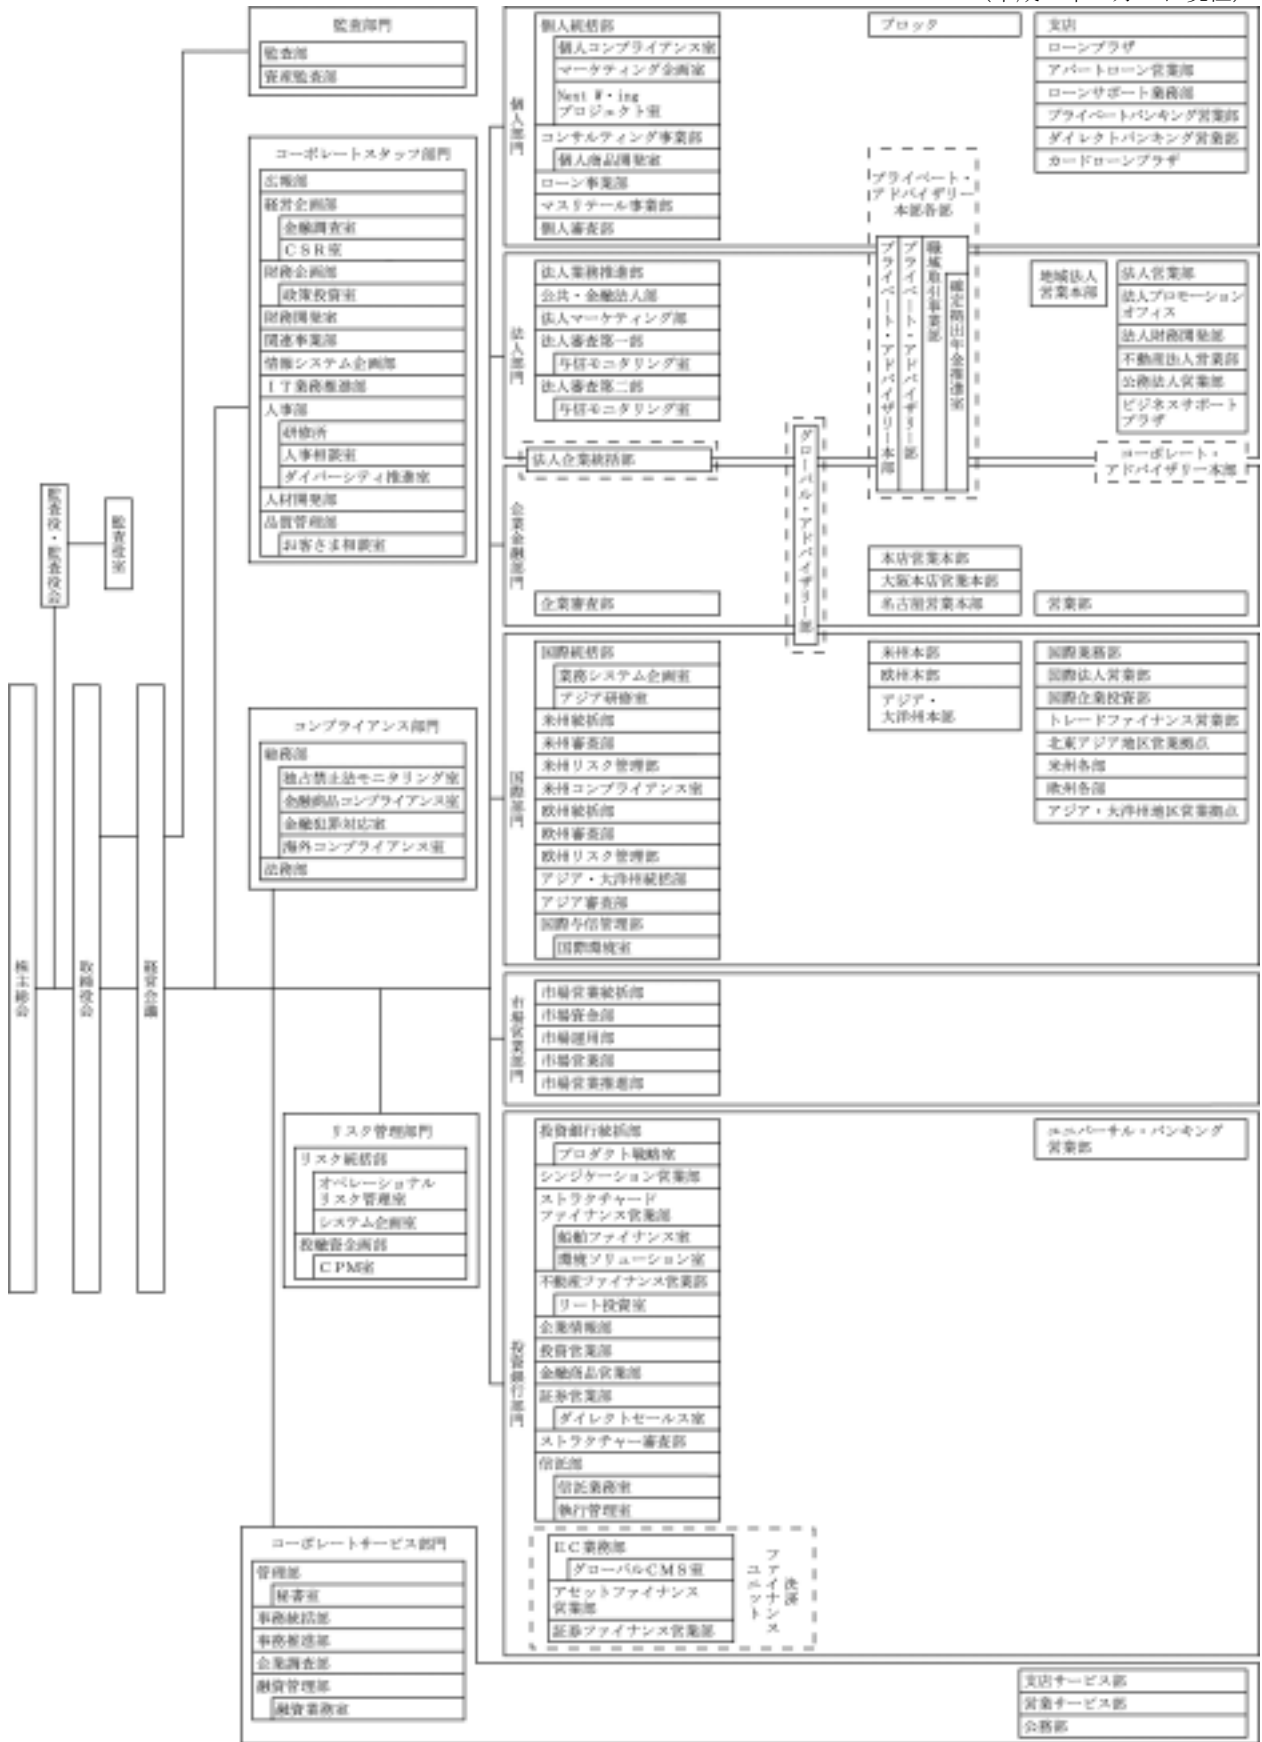 監査部門
監査部
資産監査部
コーポレートスタッフ部門
広報部
経営企画部
金融調査室
CSR室
財務企画部
政策投資室
財務開発室
関連事業部
情報システム企画部
IT業務推進部
人事部
研修所
人事相談室
ダイバーシティ推進室
人材開発部
品質管理部
お客さま相談室
監査役・監査役会
監査役室
株主総会
取締役会
経営会議
コンプライアンス部門
総務部
独占禁止法モニタリング室
金融商品コンプライアンス室
金融犯罪対応室
海外コンプライアンス室
法務部
リスク管理部門
リスク統括部
オペレーショナル
リスク管理室
システム企画室
投融資企画部
CPM室
コーポレートサービス部門
管理部
秘書室
事務統括部
事務推進部
企業調査部
融資管理部
融資業務室
個人部門
個人統括部
個人コンプライアンス室
マーケティング企画室
Next W・ing
プロジェクト室
コンサルティング事業部
個人商品開発室
ローン事業部
マスリテール事業部
個人審査部
ブロック
支店
ローンプラザ
アパートローン営業部
ローンサポート業務部
プライベートバンキング営業部
ダイレクトバンキング営業部
カードローンプラザ
プライベート・
アドバイザリー
本部各部
プライベート・アドバイザリー本部
プライベート・アドバイザリー部
職域取引事業部
確定拠出年金推進室
法人部門
法人業務推進部
公共・金融法人部
法人マーケティング部
法人審査第一部
与信モニタリング室
法人審査第二部
与信モニタリング室
地域法人
営業本部
法人営業部
法人プロモーション
オフィス
法人財務開発部
不動産法人営業部
公務法人営業部
ビジネスサポート
プラザ
法人企業統括部
グローバル・アドバイザリー部
コーポレート・
アドバイザリー本部
企業金融部門
企業審査部
本店営業本部
大阪本店営業本部
名古屋営業本部
営業部
国際部門
国際統括部
業務システム企画室
アジア研修室
米州統括部
米州審査部
米州リスク管理部
米州コンプライアンス室
欧州統括部
欧州審査部
欧州リスク管理部
アジア・大洋州統括部
アジア審査部
国際与信管理部
国際環境室
米州本部
欧州本部
アジア・
大洋州本部
国際業務部
国際法人営業部
国際企業投資部
トレードファイナンス営業部
北東アジア地区営業拠点
米州各部
欧州各部
アジア・大洋州地区営業拠点
市場営業部門
市場営業統括部
市場資金部
市場運用部
市場営業部
市場営業推進部
投資銀行部門
投資銀行統括部
プロダクト戦略室
シンジケーション営業部
ストラクチャード
ファイナンス営業部
船舶ファイナンス室
環境ソリューション室
不動産ファイナンス営業部
リート投資室
企業情報部
投資営業部
金融商品営業部
証券営業部
ダイレクトセールス室
ストラクチャー審査部
信託部
信託業務室
執行管理室
ユニバーサル・バンキング
営業部
EC業務部
グローバルCMS室
アセットファイナンス
営業部
証券ファイナンス営業部
決済
ファイナンス
ユニット
支店サービス部
営業サービス部
公務部